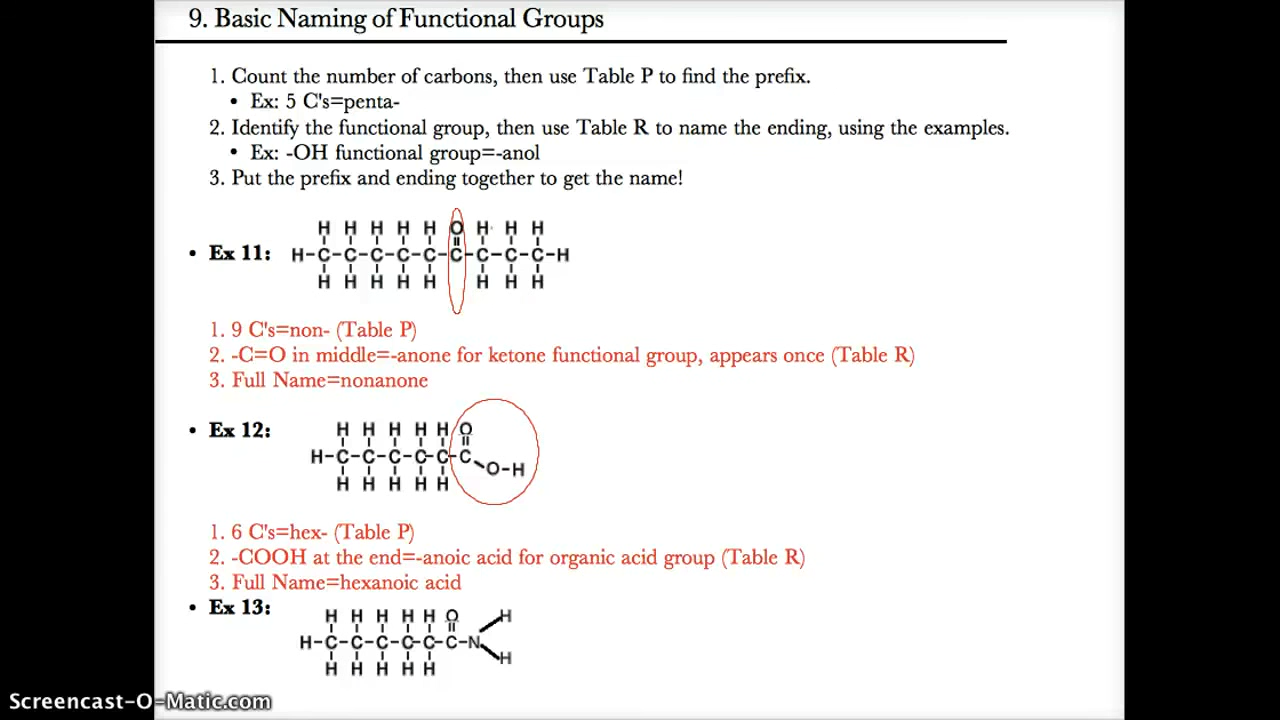 9. Basic Naming of Functional Groups
1. Count the number of carbons, then use Table P to find the prefix.
• Ex: 5 C's=penta-
2. Identify the functional group, then use Table R to name the ending, using the examples.
• Ex: -OH functional group=-anol
3. Put the prefix and ending together to get the name!
H H H H H O H H H
• Ex 11: H-C-C-C-C-C-C-C-C-C-H
H H H H H H H H
1. 9 C's=non- (Table P)
2. -C=O in middle=-anone for ketone functional group, appears once (Table R)
3. Full Name=nonanone
H H H H H O
• Ex 12: H-C-C-C-C-C-C
O-H
H H H H H
1. 6 C's=hex- (Table P)
2. -COOH at the end=-anoic acid for organic acid group (Table R)
3. Full Name=hexanoic acid
• Ex 13:
H H H H H O H
H-C-C-C-C-C-C-N
H
H H H H H
Screencast-O-Matic.com